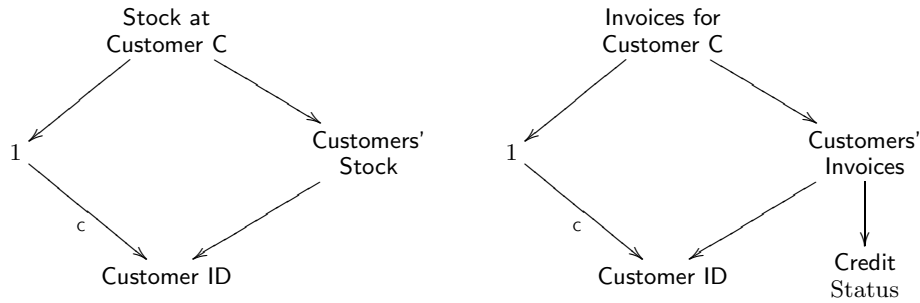 Stock at
Customer C
1
Customers'
Stock
c
Customer ID
Invoices for
Customer C
1
Customers'
Invoices
c
Customer ID
Credit
Status